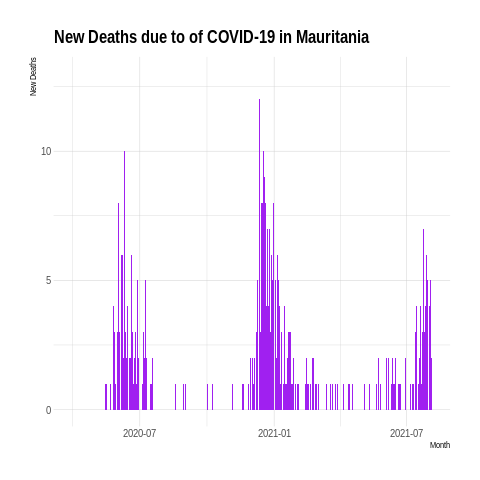 New Deaths due to of COVID-19 in Mauritania
New Deaths
10
5
0
2020-07 2021-01 2021-07
Month